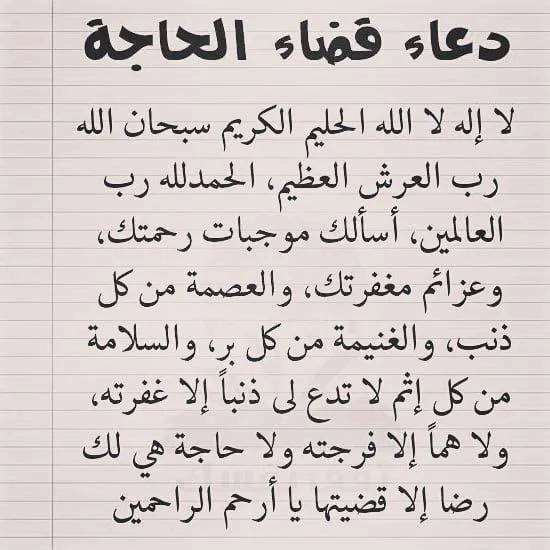 دعاء قضاء الحاجة
لا إله لا الله الحليم الكريم سبحان الله
رب العرش العظيم، الحمدلله رب
العالمين، أسألك موجبات رحمتك،
وعزائم مغفرتك، والعصمة من كل
ذنب، والغنيمة من كل بر، والسلامة
من كل إثم لا تدع لى ذنباً إلا غفرته،
ولا هماً إلا فرجته ولا حاجة هي لك
رضا إلا قضيتها يا أرحم الراحمين